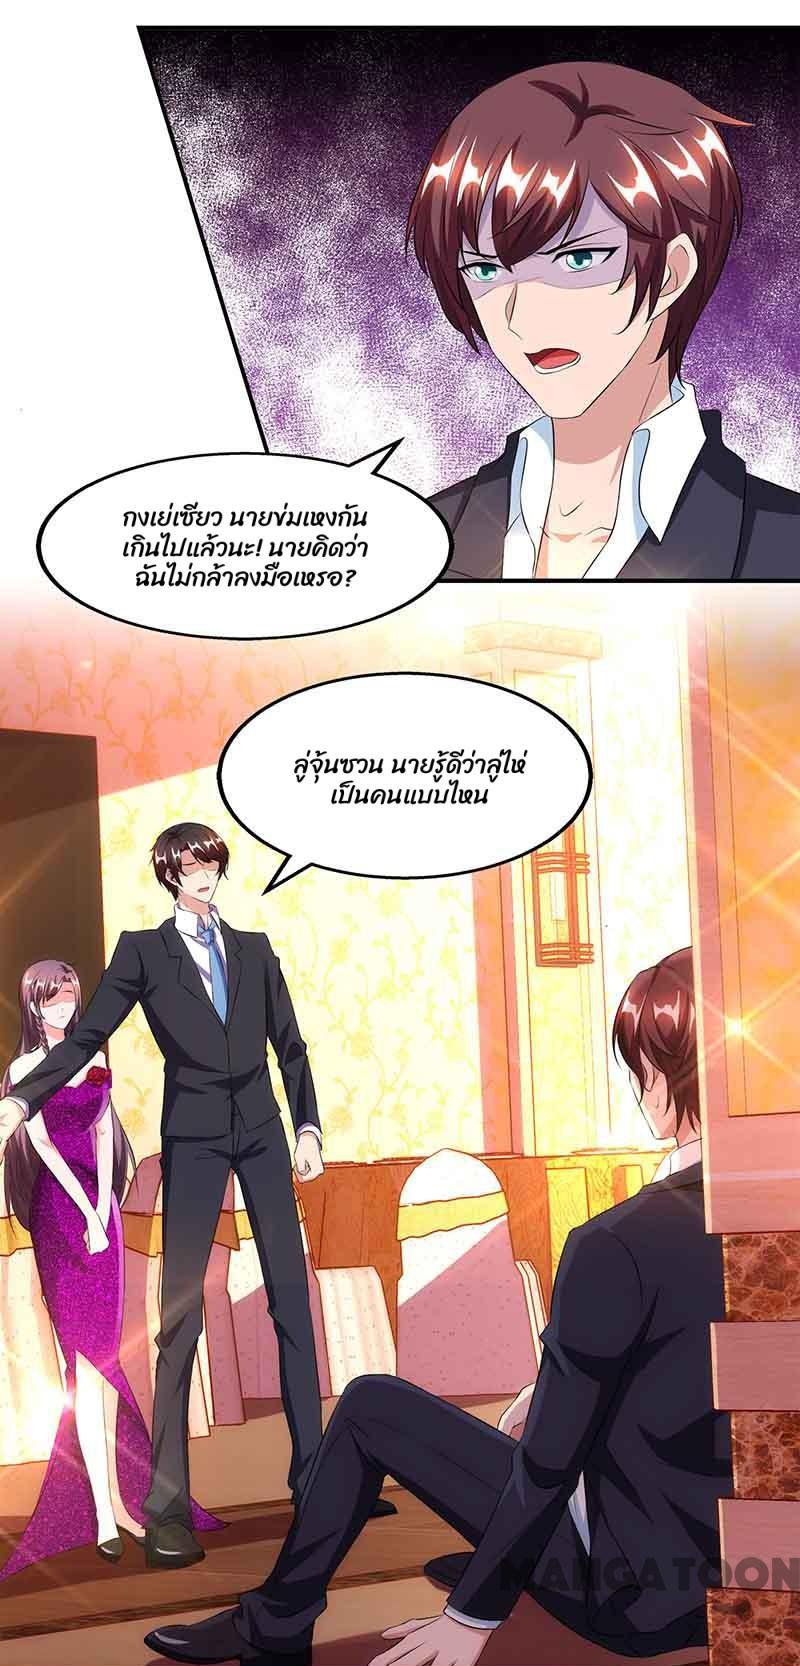 กงเย่เซียว นายข่มเหงกัน
เกินไปแล้วนะ! นายคิดว่า
ฉันไม่กล้าลงมือเหรอ?
ลู่จุ้นซวน นายรู้ดีว่าลู่ไห่
เป็นคนแบบไหน
MANGATOON